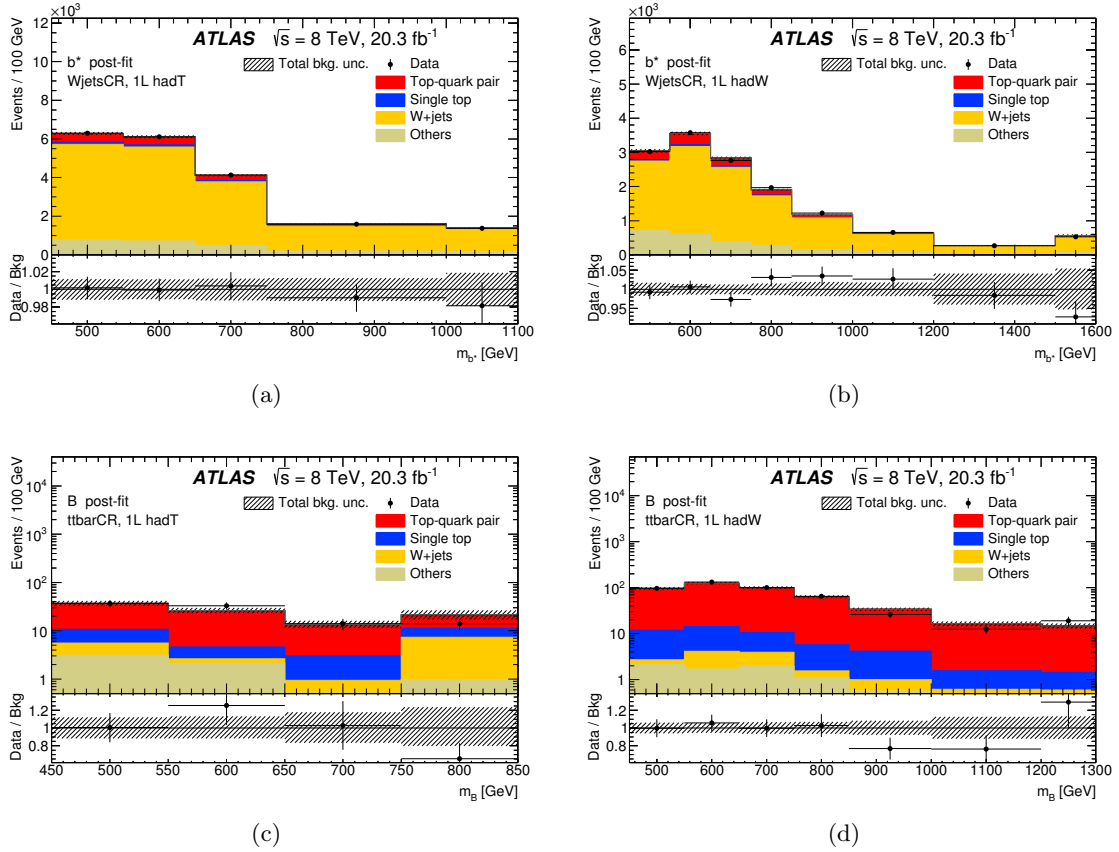 ×10³
12
10
8
6
4
2
0
Events / 100 GeV
ATLAS √s = 8 TeV, 20.3 fb⁻¹
b* post-fit
WjetsCR, 1L hadT
Total bkg. unc.
Data
Top-quark pair
Single top
W+jets
Others
1.02
1
0.98
Data / Bkg
500 600 700 800 900 1000 1100
m_b* [GeV]
(a)
×10³
6
5
4
3
2
1
0
Events / 100 GeV
ATLAS √s = 8 TeV, 20.3 fb⁻¹
b* post-fit
WjetsCR, 1L hadW
Total bkg. unc.
Data
Top-quark pair
Single top
W+jets
Others
1.05
1
0.95
Data / Bkg
600 800 1000 1200 1400 1600
m_b* [GeV]
(b)
10⁴
10³
10²
10
1
Events / 100 GeV
ATLAS √s = 8 TeV, 20.3 fb⁻¹
B post-fit
ttbarCR, 1L hadT
Total bkg. unc.
Data
Top-quark pair
Single top
W+jets
Others
1.2
1
0.8
Data / Bkg
450 500 550 600 650 700 750 800 850
m_B [GeV]
(c)
10⁴
10³
10²
10
1
Events / 100 GeV
ATLAS √s = 8 TeV, 20.3 fb⁻¹
B post-fit
ttbarCR, 1L hadW
Total bkg. unc.
Data
Top-quark pair
Single top
W+jets
Others
1.2
1
0.8
Data / Bkg
500 600 700 800 900 1000 1100 1200 1300
m_B [GeV]
(d)